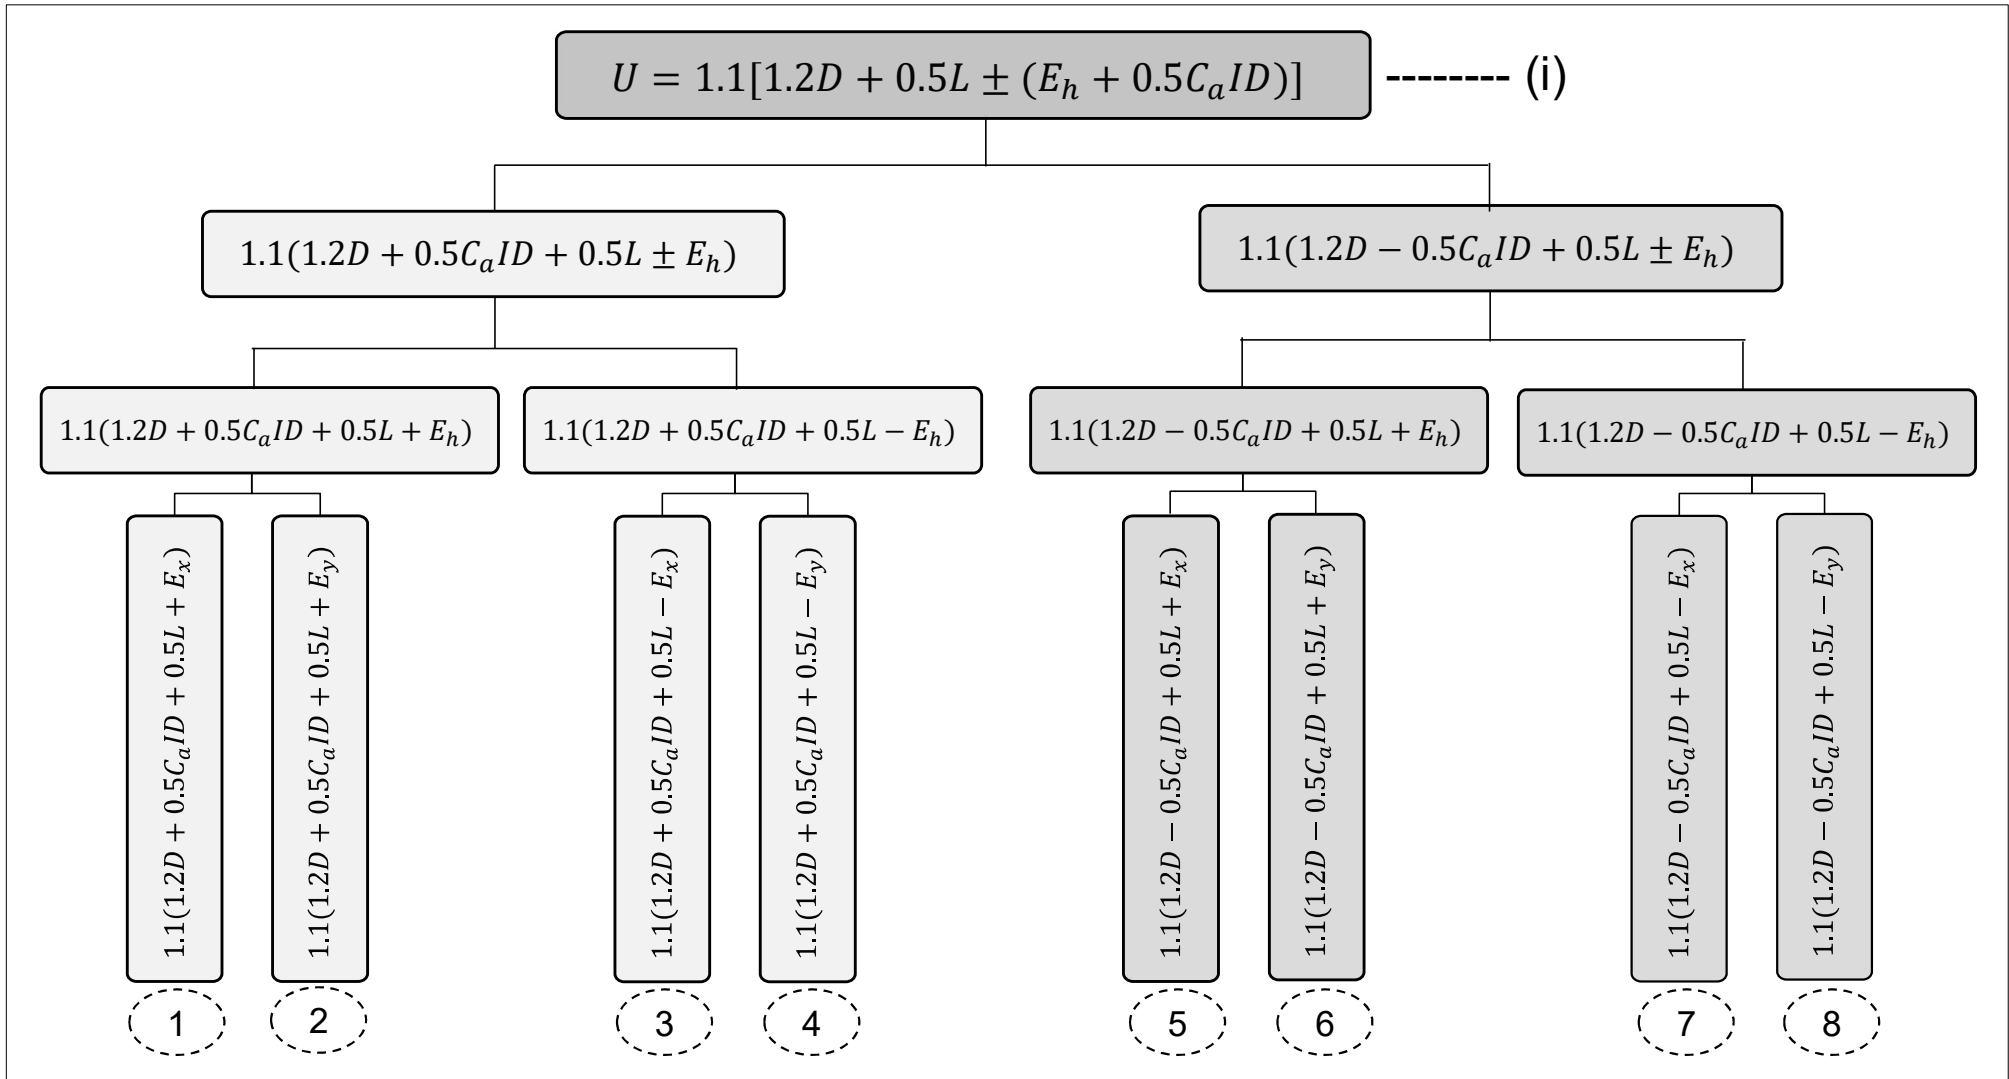 U = 1.1[1.2D + 0.5L ± (E_h + 0.5C_aID)] -------- (i)
1.1(1.2D + 0.5C_aID + 0.5L ± E_h)
1.1(1.2D − 0.5C_aID + 0.5L ± E_h)
1.1(1.2D + 0.5C_aID + 0.5L + E_h)
1.1(1.2D + 0.5C_aID + 0.5L − E_h)
1.1(1.2D − 0.5C_aID + 0.5L + E_h)
1.1(1.2D − 0.5C_aID + 0.5L − E_h)
1.1(1.2D + 0.5C_aID + 0.5L + E_x)
1.1(1.2D + 0.5C_aID + 0.5L + E_y)
1.1(1.2D + 0.5C_aID + 0.5L − E_x)
1.1(1.2D + 0.5C_aID + 0.5L − E_y)
1.1(1.2D − 0.5C_aID + 0.5L + E_x)
1.1(1.2D − 0.5C_aID + 0.5L + E_y)
1.1(1.2D − 0.5C_aID + 0.5L − E_x)
1.1(1.2D − 0.5C_aID + 0.5L − E_y)
1
2
3
4
5
6
7
8